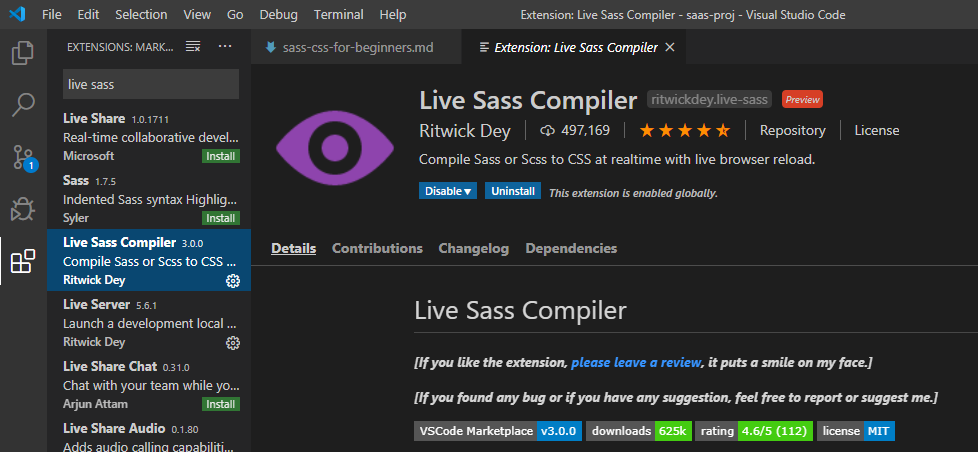 File Edit Selection View Go Debug Terminal Help Extension: Live Sass Compiler - saas-proj - Visual Studio Code
EXTENSIONS: MARK...
live sass
Live Share 1.0.1711
Real-time collaborative devel...
Microsoft Install
Sass 1.7.5
Indented Sass syntax Highlig...
Syler Install
Live Sass Compiler 3.0.0
Compile Sass or Scss to CSS ...
Ritwick Dey
Live Server 5.6.1
Launch a development local ...
Ritwick Dey
Live Share Chat 0.31.0
Chat with your team while yo...
Arjun Attam Install
Live Share Audio 0.1.80
Adds audio calling capabiliti...
1
sass-css-for-beginners.md Extension: Live Sass Compiler
Live Sass Compiler ritwickdey.live-sass Preview
Ritwick Dey 497,169 Repository License
Compile Sass or Scss to CSS at realtime with live browser reload.
Disable Uninstall This extension is enabled globally.
Details Contributions Changelog Dependencies
Live Sass Compiler
[If you like the extension, please leave a review, it puts a smile on my face.]
[If you found any bug or if you have any suggestion, feel free to report or suggest me.]
VSCode Marketplace v3.0.0 downloads 625k rating 4.6/5 (112) license MIT